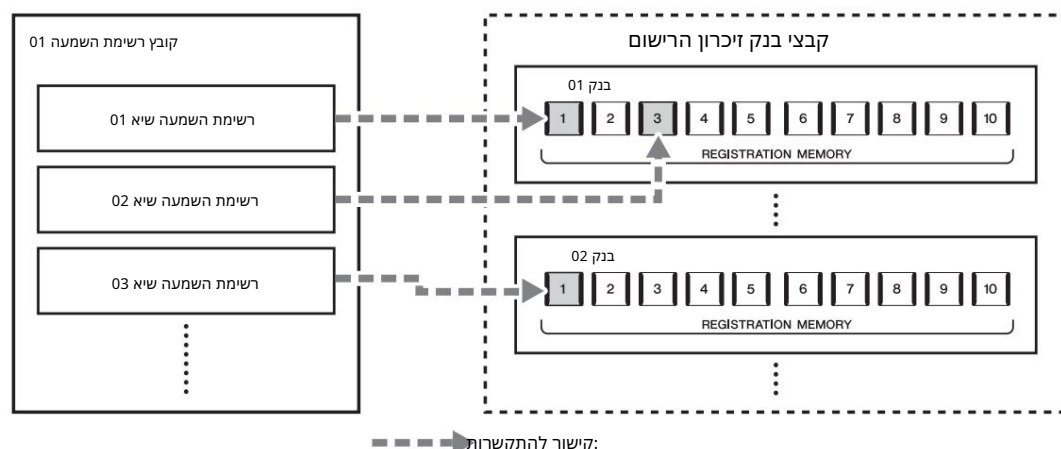 קובץ רשימת השמעה 01
רשימת השמעה שיא 01
רשימת השמעה שיא 02
רשימת השמעה שיא 03
קבצי בנק זיכרון הרישום
בנק 01
1 2 3 4 5 6 7 8 9 10
REGISTRATION MEMORY
בנק 02
1 2 3 4 5 6 7 8 9 10
REGISTRATION MEMORY
קישור להתקשרות: